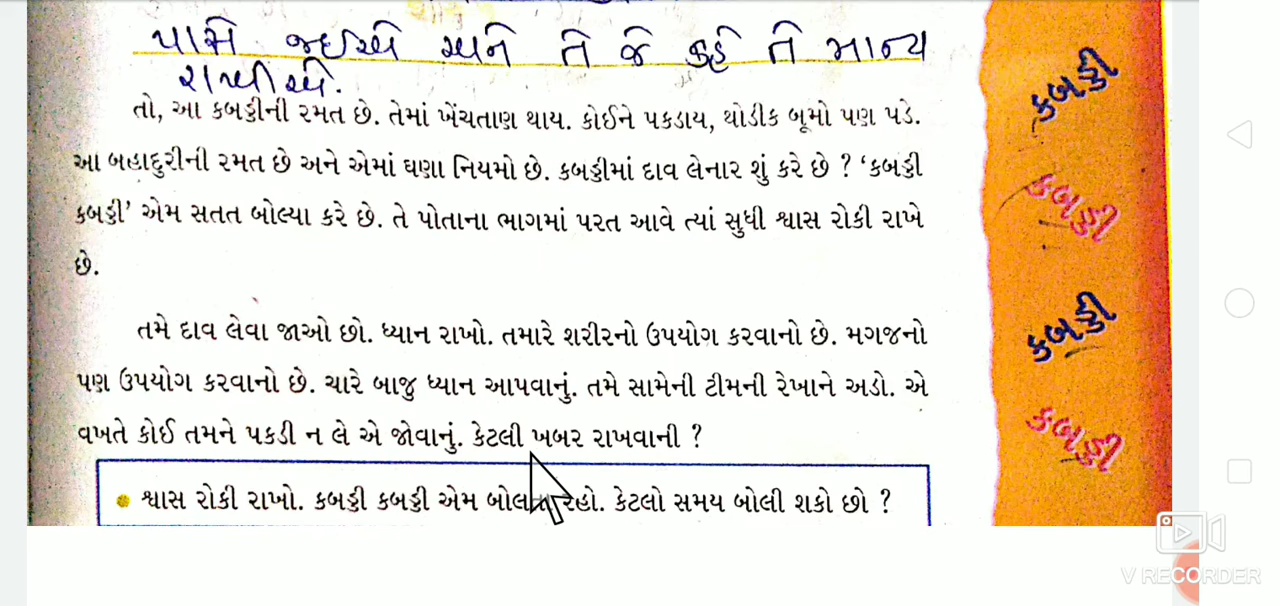 પાસે જઈએ અને તે જે કહે તે માન્ય
રાખીએ.
તો, આ કબડ્ડીની રમત છે. તેમાં ખેંચતાણ થાય. કોઈને પકડાય, થોડીક બૂમો પણ પડે.
આ બહાદુરીની રમત છે અને એમાં ઘણા નિયમો છે. કબડ્ડીમાં દાવ લેનાર શું કરે છે ? ‘કબડ્ડી
કબડ્ડી’ એમ સતત બોલ્યા કરે છે. તે પોતાના ભાગમાં પરત આવે ત્યાં સુધી શ્વાસ રોકી રાખે
છે.
તમે દાવ લેવા જાઓ છો. ધ્યાન રાખો. તમારે શરીરનો ઉપયોગ કરવાનો છે. મગજનો
પણ ઉપયોગ કરવાનો છે. ચારે બાજુ ધ્યાન આપવાનું. તમે સામેની ટીમની રેખાને અડો. એ
વખતે કોઈ તમને પકડી ન લે એ જોવાનું. કેટલી ખબર રાખવાની ?
શ્વાસ રોકી રાખો. કબડ્ડી કબડ્ડી એમ રહો. કેટલો સમય બોલી શકો છો ?
કબડ્ડી
કબડ્ડી
કબડ્ડી
કબડ્ડી
V RECORDER